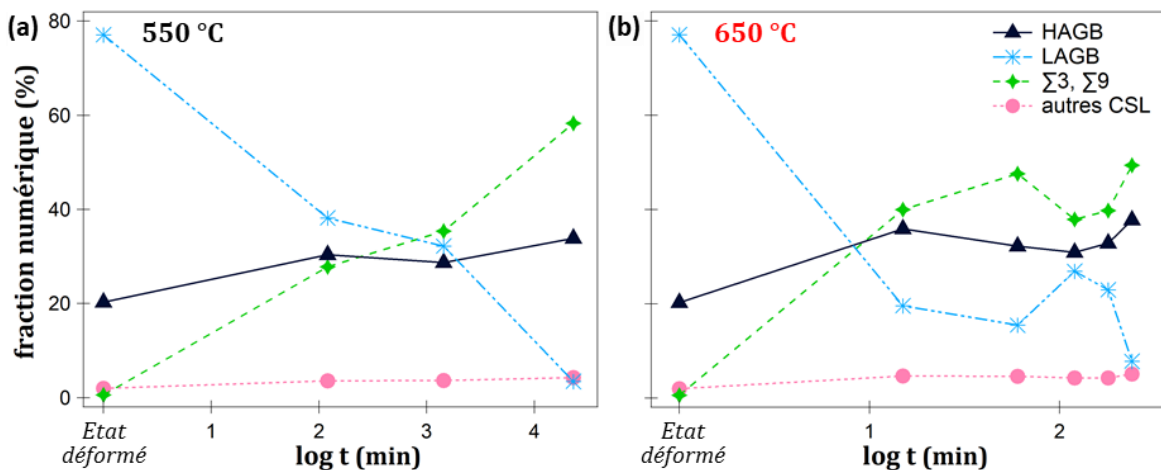 (a) 550 °C
(b) 650 °C
HAGB
LAGB
∑3, ∑9
autres CSL
fraction numérique (%)
80
60
40
20
0
Etat
déformé
1 2 3 4
log t (min)
Etat
déformé
1 2
log t (min)